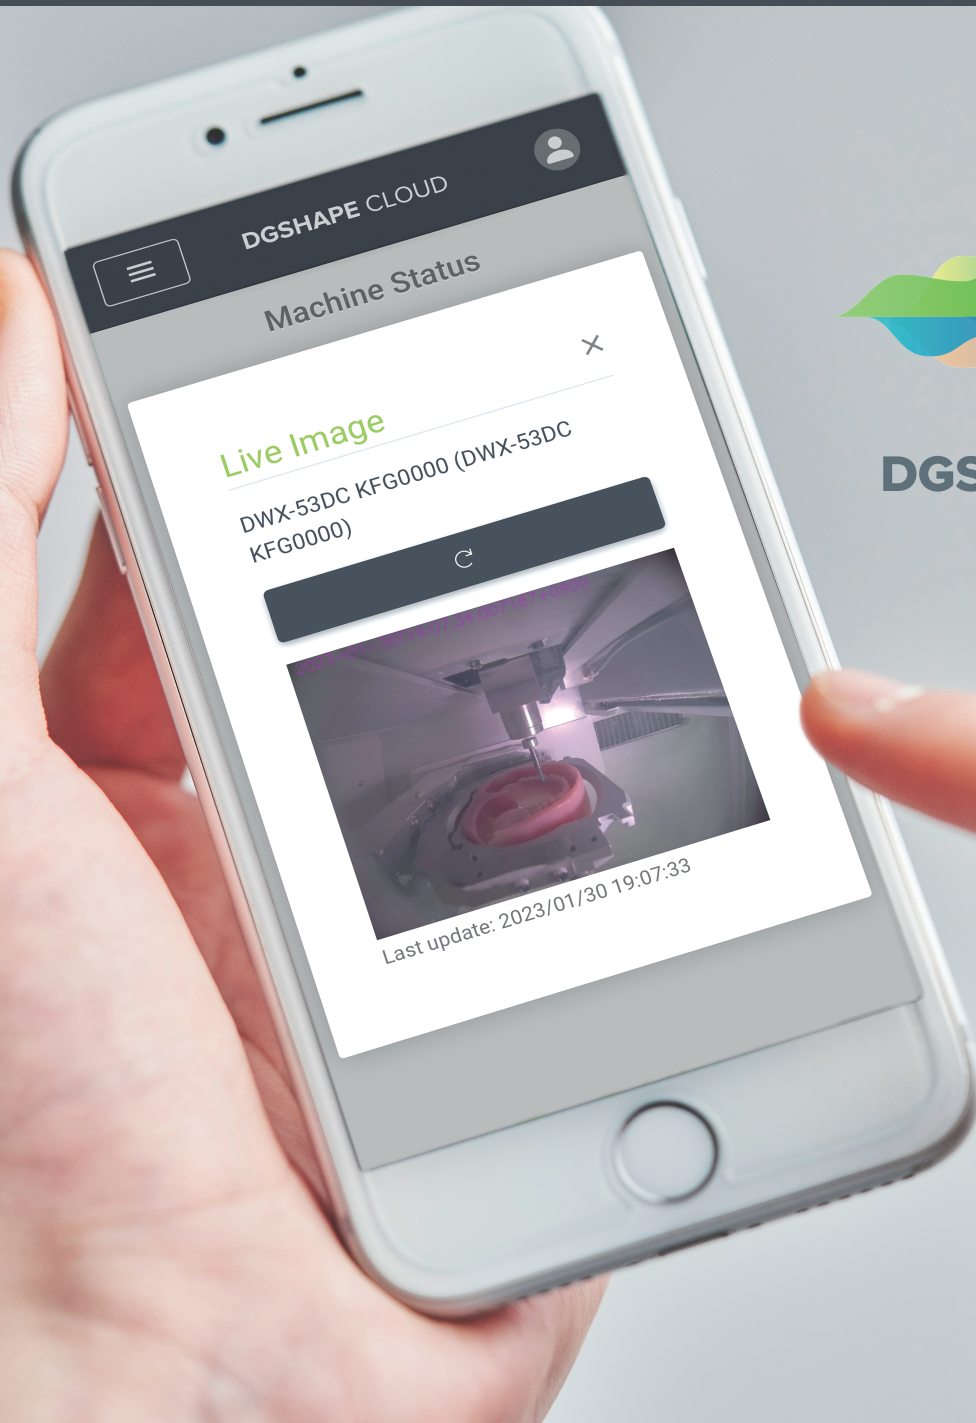 DGSHAPE CLOUD
Machine Status
Live Image
DWX-53DC KFG0000 (DWX-53DC
KFG0000)
Last update: 2023/01/30 19:07:33
DGS